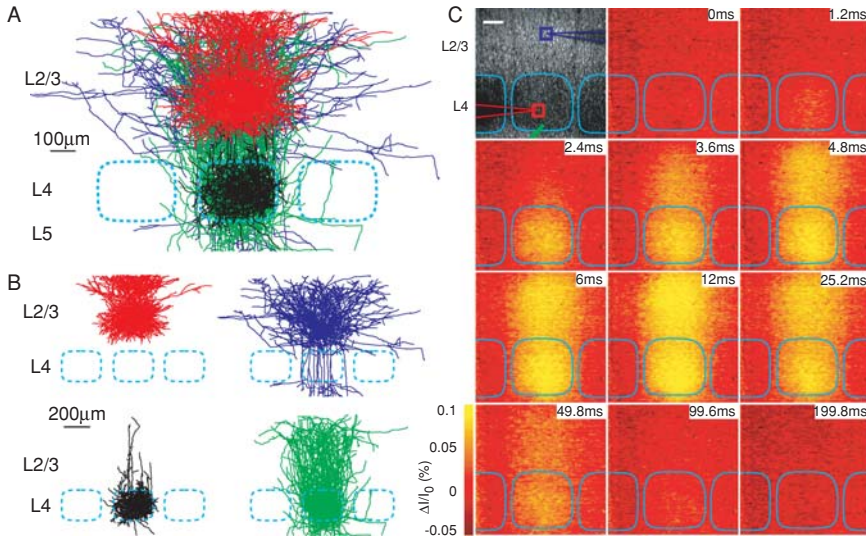 A
L2/3
100μm
L4
L5
B
L2/3
L4
200μm
L2/3
L4
C
L2/3
L4
0ms
1.2ms
2.4ms
3.6ms
4.8ms
6ms
12ms
25.2ms
49.8ms
99.6ms
199.8ms
0.1
0.05
0
-0.05
ΔI/I0 (%)